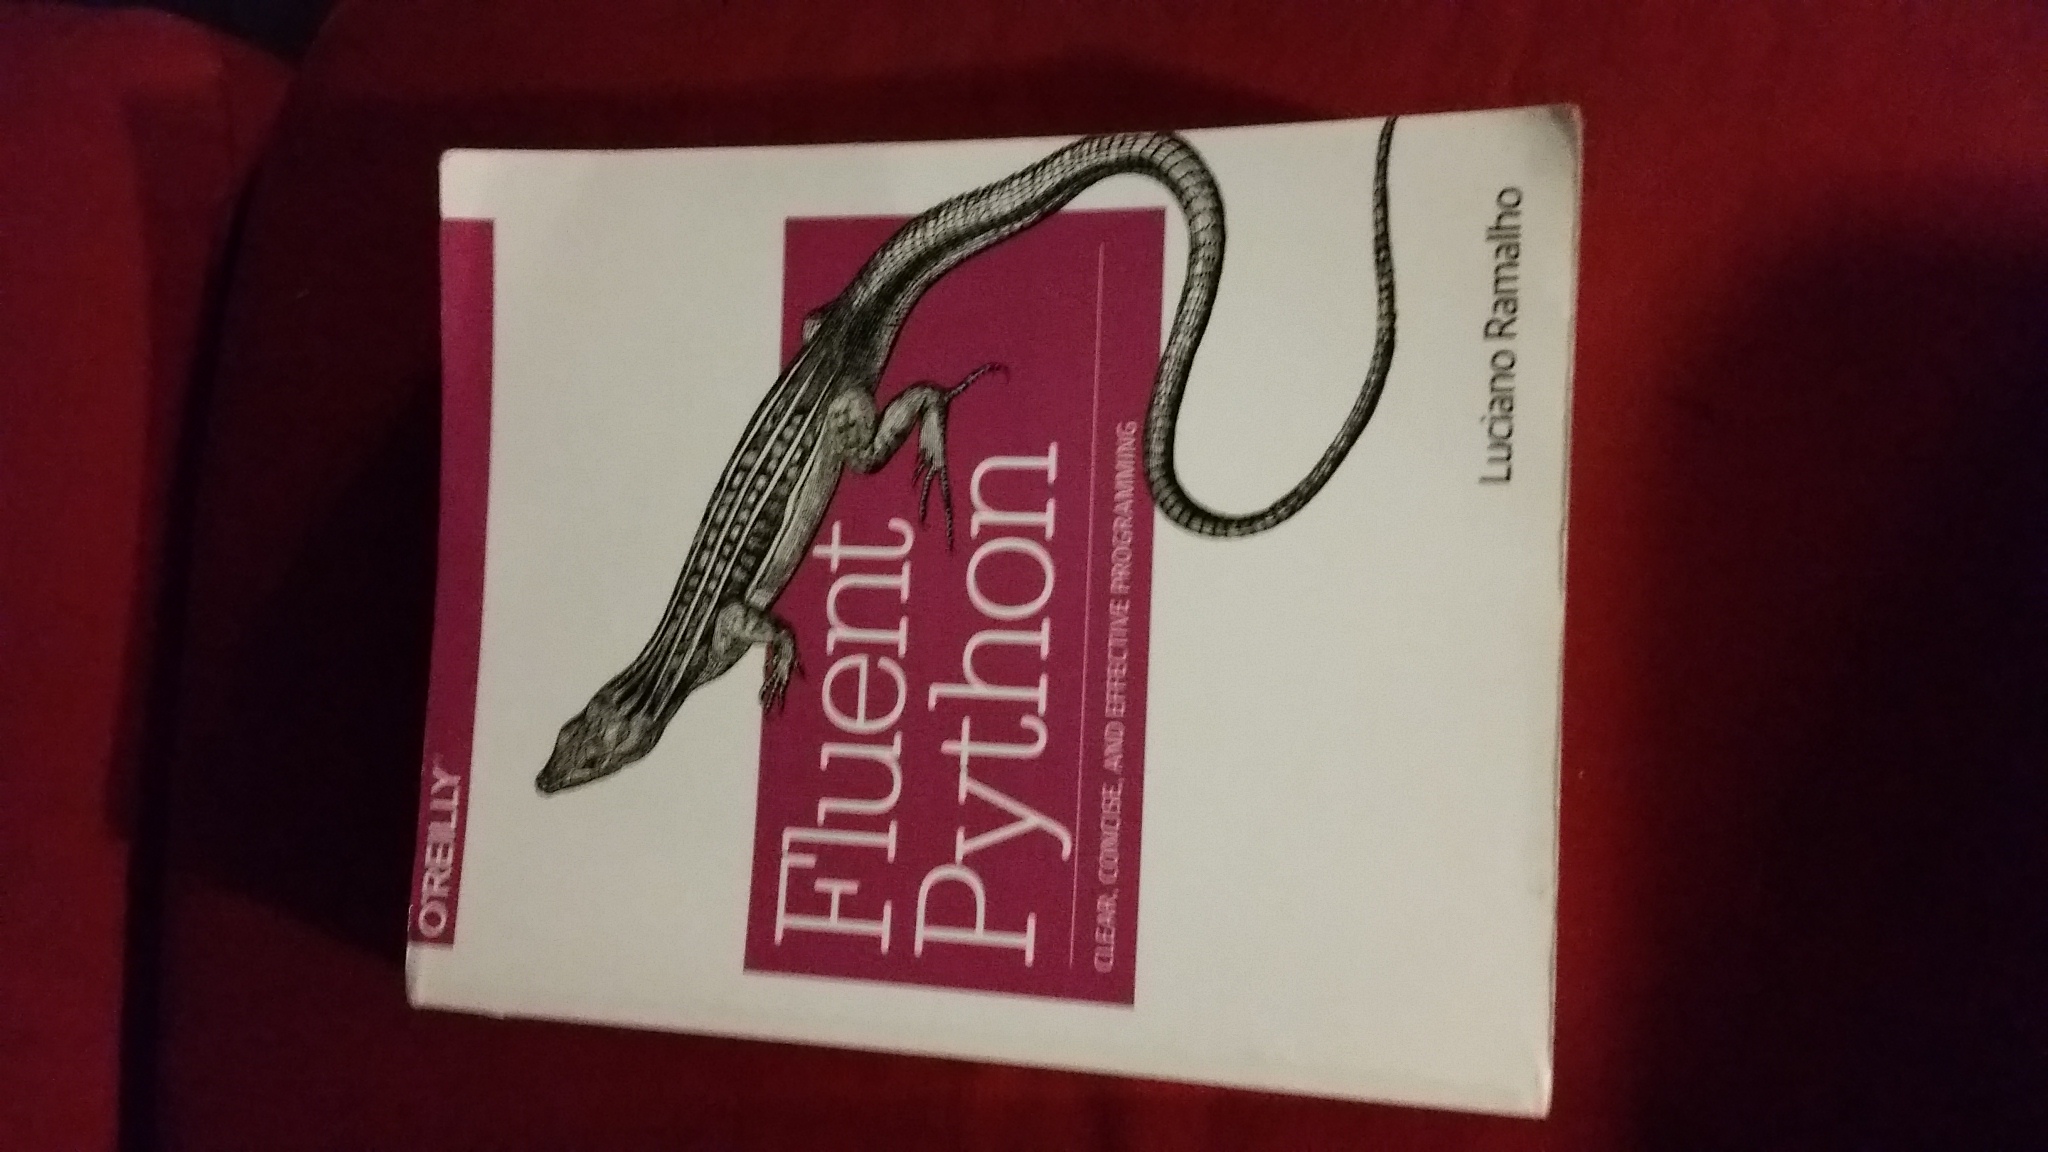 O'REILLY
Fluent
Python
CLEAR, CONCISE, AND EFFECTIVE PROGRAMMING
Luciano Ramalho